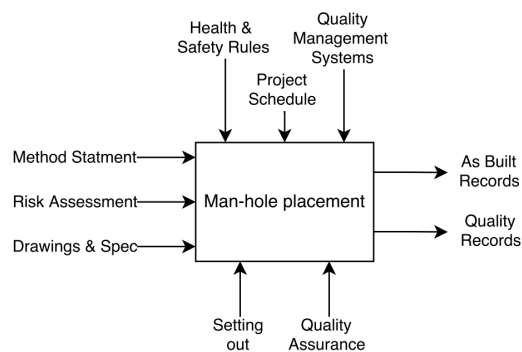 Health &
Safety Rules
Project
Schedule
Quality
Management
Systems
Method Statment
Risk Assessment
Drawings & Spec
Man-hole placement
As Built
Records
Quality
Records
Setting
out
Quality
Assurance